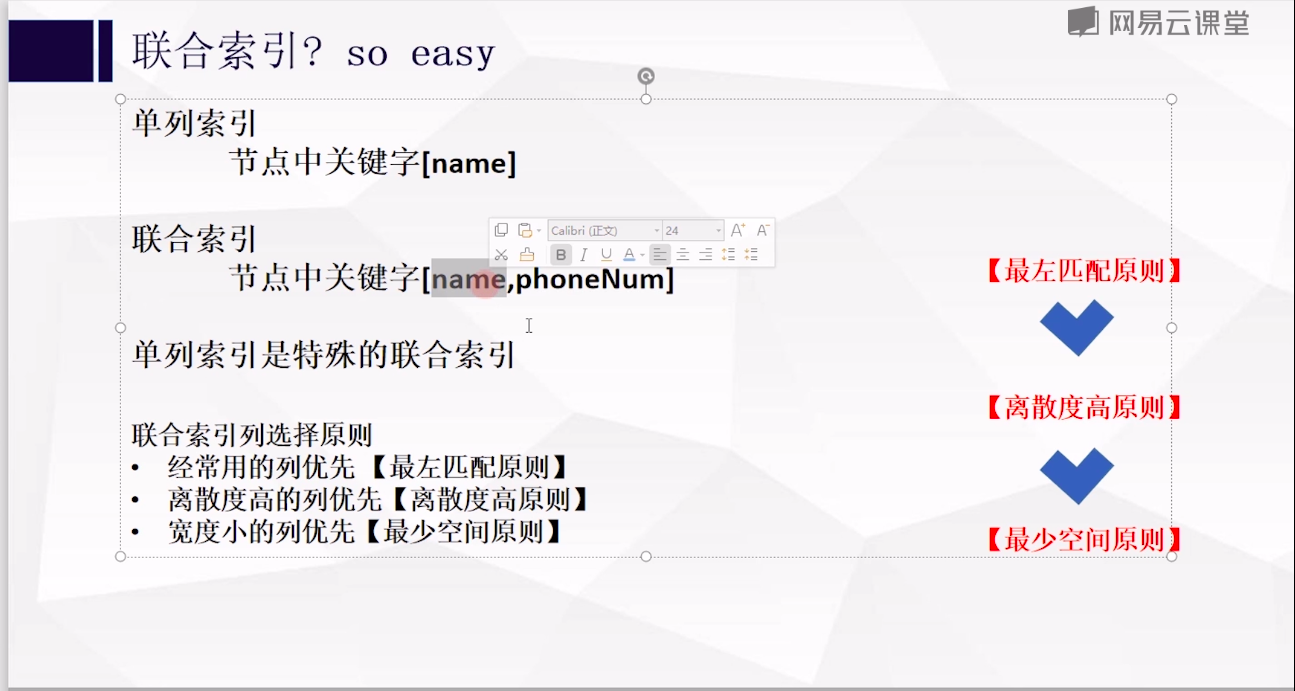 网易云课堂
联合索引? so easy
单列索引
节点中关键字[name]
联合索引
Calibri (正文) 24 A+ A-
B I U A
节点中关键字[name,phoneNum]
【最左匹配原则】
单列索引是特殊的联合索引
【离散度高原则】
联合索引列选择原则
• 经常用的列优先 【最左匹配原则】
• 离散度高的列优先【离散度高原则】
• 宽度小的列优先【最少空间原则】
【最少空间原则】